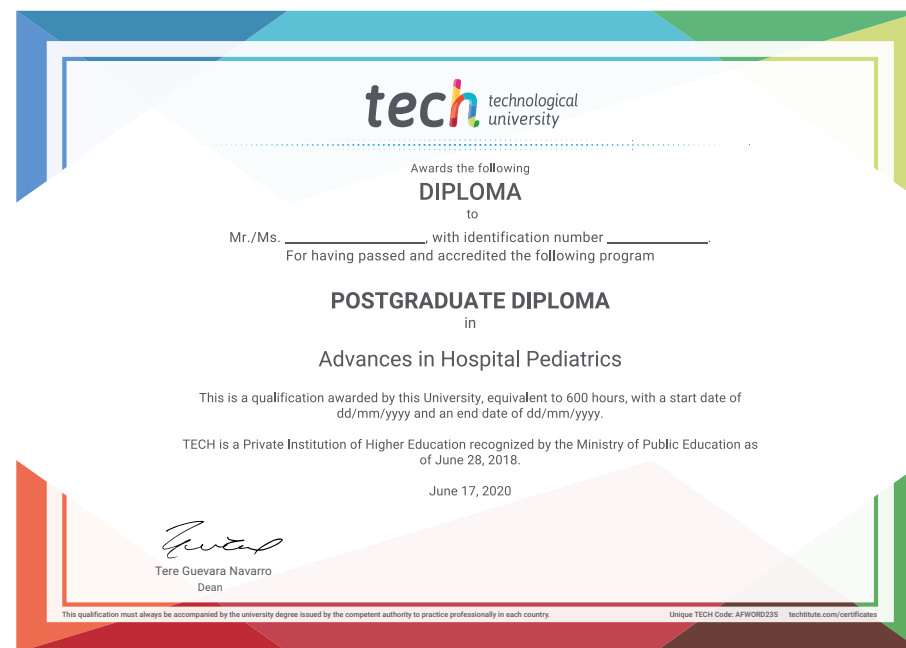 tech technological
university
Awards the following
DIPLOMA
to
Mr./Ms. ____________________, with identification number ______________.
For having passed and accredited the following program
POSTGRADUATE DIPLOMA
in
Advances in Hospital Pediatrics
This is a qualification awarded by this University, equivalent to 600 hours, with a start date of
dd/mm/yyyy and an end date of dd/mm/yyyy.
TECH is a Private Institution of Higher Education recognized by the Ministry of Public Education as
of June 28, 2018.
June 17, 2020
Tere Guevara Navarro
Dean
This qualification must always be accompanied by the university degree issued by the competent authority to practice professionally in each country. Unique TECH Code: AFWORD23S techtitute.com/certificates